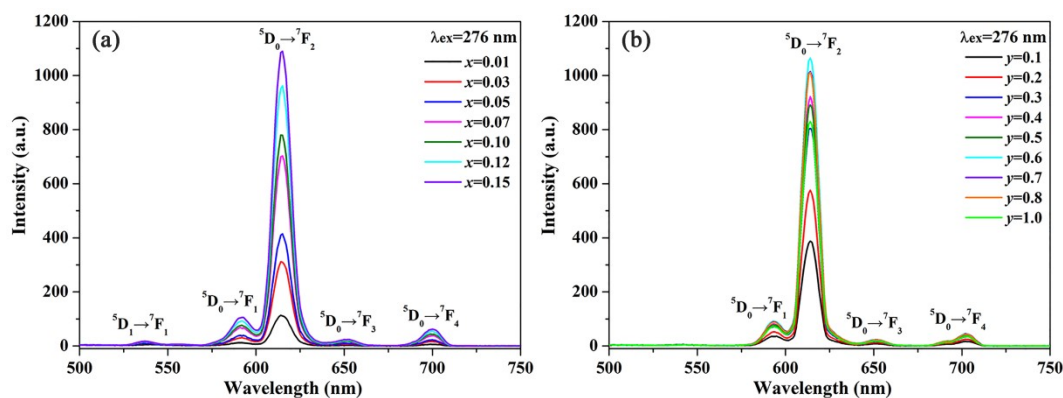 (a)
⁵D₀→⁷F₂
λex=276 nm
x=0.01
x=0.03
x=0.05
x=0.07
x=0.10
x=0.12
x=0.15
⁵D₁→⁷F₁
⁵D₀→⁷F₁
⁵D₀→⁷F₃
⁵D₀→⁷F₄
Intensity (a.u.)
1200
1000
800
600
400
200
0
500 550 600 650 700 750
Wavelength (nm)
(b)
⁵D₀→⁷F₂
λex=276 nm
y=0.1
y=0.2
y=0.3
y=0.4
y=0.5
y=0.6
y=0.7
y=0.8
y=1.0
⁵D₀→⁷F₁
⁵D₀→⁷F₃
⁵D₀→⁷F₄
Intensity (a.u.)
1200
1000
800
600
400
200
0
500 550 600 650 700 750
Wavelength (nm)